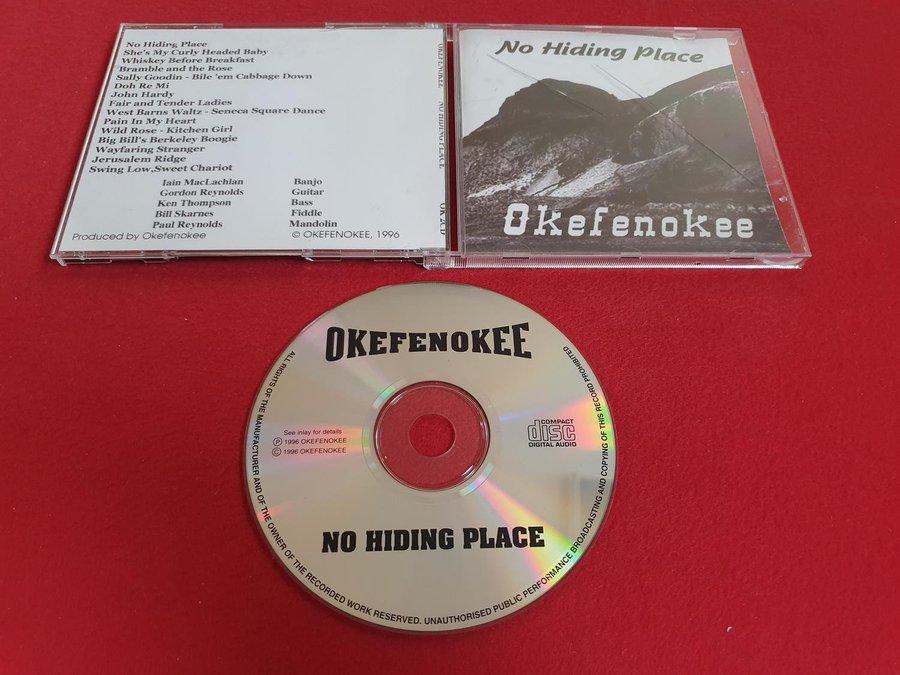 No Hiding Place
She's My Curly Headed Baby
Whiskey Before Breakfast
Bramble and the Rose
Sally Goodin - Bile 'em Cabbage Down
Doh Re Mi
John Hardy
Fair and Tender Ladies
West Barns Waltz - Seneca Square Dance
Pain In My Heart
Wild Rose - Kitchen Girl
Big Bill's Berkeley Boogie
Wayfaring Stranger
Jerusalem Ridge
Swing Low,Sweet Chariot
Iain MacLachlan Banjo
Gordon Reynolds Guitar
Ken Thompson Bass
Bill Skarnes Fiddle
Paul Reynolds Mandolin
Produced by Okefenokee © OKEFENOKEE, 1996
OKEFENOKEE NO HIDING PLACE
No Hiding Place
Okefenokee
OKEFENOKEE
See inlay for details
℗ 1996 OKEFENOKEE
© 1996 OKEFENOKEE
COMPACT
disc
DIGITAL AUDIO
NO HIDING PLACE
ALL RIGHTS OF THE MANUFACTURER AND OF THE OWNER OF THE RECORDED WORK RESERVED. UNAUTHORISED PUBLIC PERFORMANCE BROADCASTING AND COPYING OF THIS RECORD PROHIBITED